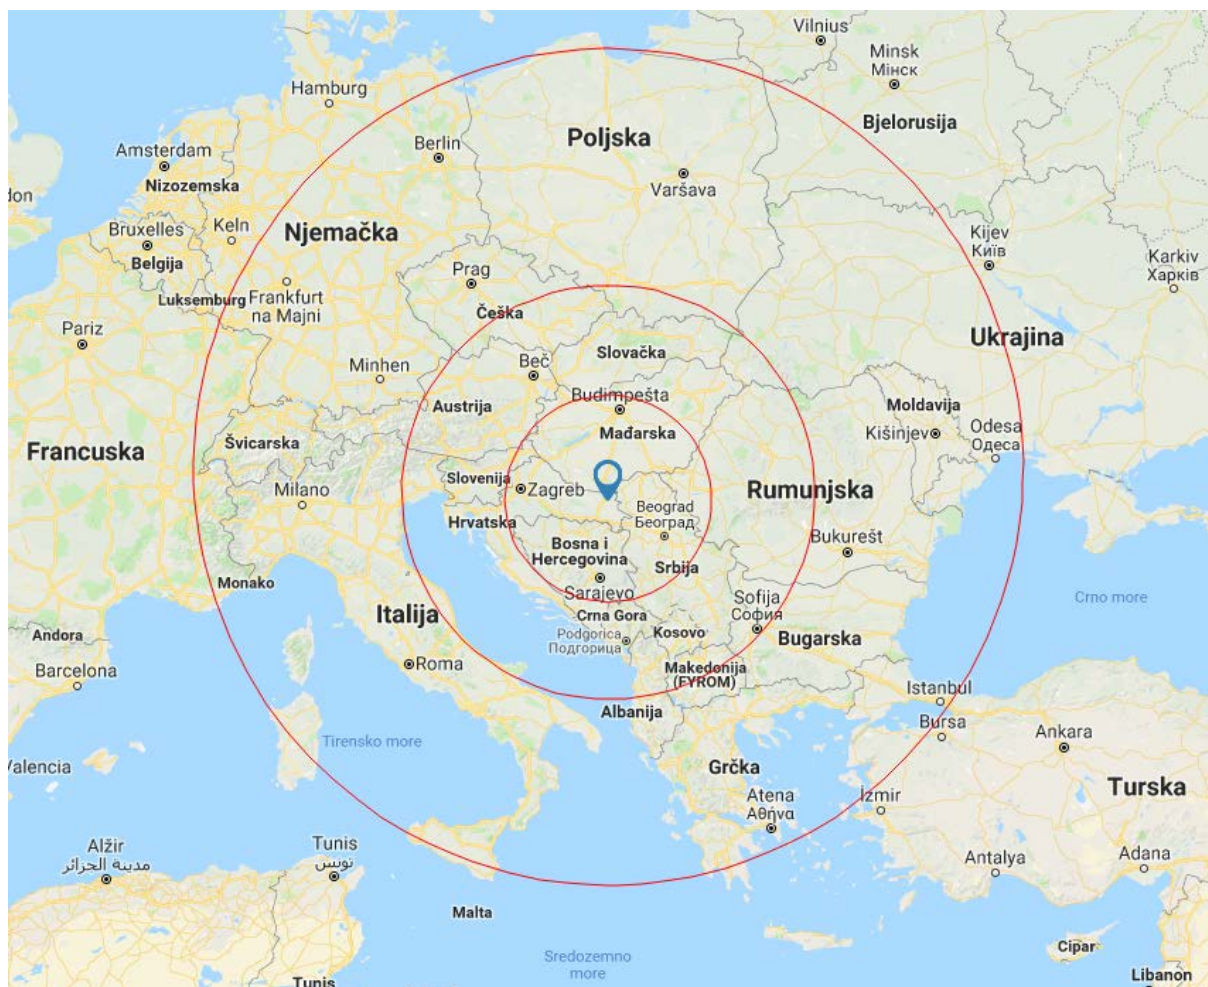 Vilnius
Minsk
Мінск
Hamburg
Bjelorusija
Poljska
Berlin
Amsterdam
Nizozemska
Varšava
don
Bruxelles
Keln
Njemačka
Kijev
Київ
Belgija
Karkiv
Харків
Prag
Luksemburg
Frankfurt
na Majni
Češka
Pariz
Ukrajina
Slovačka
Beč
Minhen
Budimpešta
Austrija
Moldavija
Mađarska
Kišinjev
Odesa
Одеса
Francuska
Švicarska
Slovenija
Zagreb
Milano
Rumunjska
Beograd
Београд
Hrvatska
Bukurešt
Bosna i
Hercegovina
Srbija
Monako
Sarajevo
Sofija
София
Crno more
Italija
Crna Gora
Kosovo
Podgorica
Подгорица
Andora
Bugarska
Barcelona
Roma
Makedonija
(FYROM)
Istanbul
Albanija
Bursa
Tirensko more
Ankara
Valencia
Grčka
Turska
Atena
Αθήνα
İzmir
Alžir
مدينة الجزائر
Tunis
تونس
Antalya
Adana
Malta
Cipar
Sredozemno
more
Libanon
Tunis